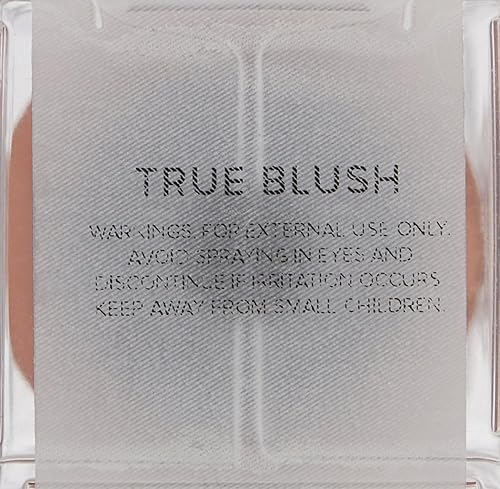 TRUE BLUSH
WARNINGS. FOR EXTERNAL USE ONLY.
AVOID SPRAYING IN EYES AND
DISCONTINUE IF IRRITATION OCCURS
KEEP AWAY FROM SMALL CHILDREN.